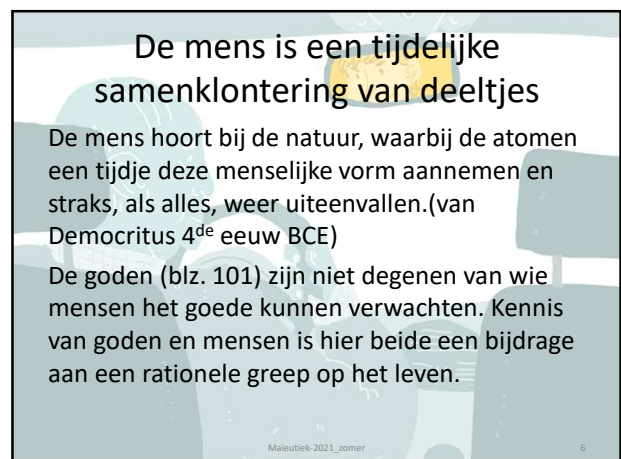 De mens is een tijdelijke
samenklontering van deeltjes
De mens hoort bij de natuur, waarbij de atomen
een tijdje deze menselijke vorm aannemen en
straks, als alles, weer uiteenvallen.(van
Democritus 4de eeuw BCE)
De goden (blz. 101) zijn niet degenen van wie
mensen het goede kunnen verwachten. Kennis
van goden en mensen is hier beide een bijdrage
aan een rationele greep op het leven.
Maieutiek-2021_zomer
6